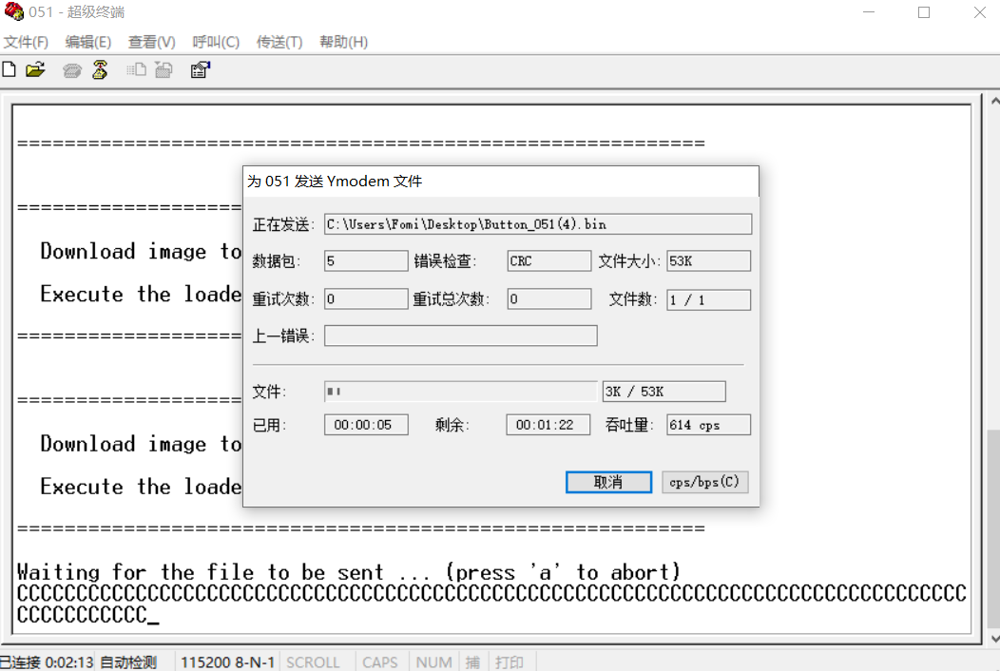 051 - 超级终端
文件(F) 编辑(E) 查看(V) 呼叫(C) 传送(T) 帮助(H)
==========================================================
===================
Download image to
Execute the loade
===================
===================
Download image to
Execute the loade
==========================================================
为 051 发送 Ymodem 文件
正在发送: C:\Users\Fomi\Desktop\Button_051(4).bin
数据包: 5 错误检查: CRC 文件大小: 53K
重试次数: 0 重试总次数: 0 文件数: 1 / 1
上一错误:
文件: 3K / 53K
已用: 00:00:05 剩余: 00:01:22 吞吐量: 614 cps
取消 cps/bps(C)
Waiting for the file to be sent ... (press 'a' to abort)
CCCCCCCCCCCCCCCCCCCCCCCCCCCCCCCCCCCCCCCCCCCCCCCCCCCCCCCCCCCCCCCCCCCCCCCCCCCCCCCC
CCCCCCCCCCC_
已连接 0:02:13 自动检测 115200 8-N-1 SCROLL CAPS NUM 捕 打印